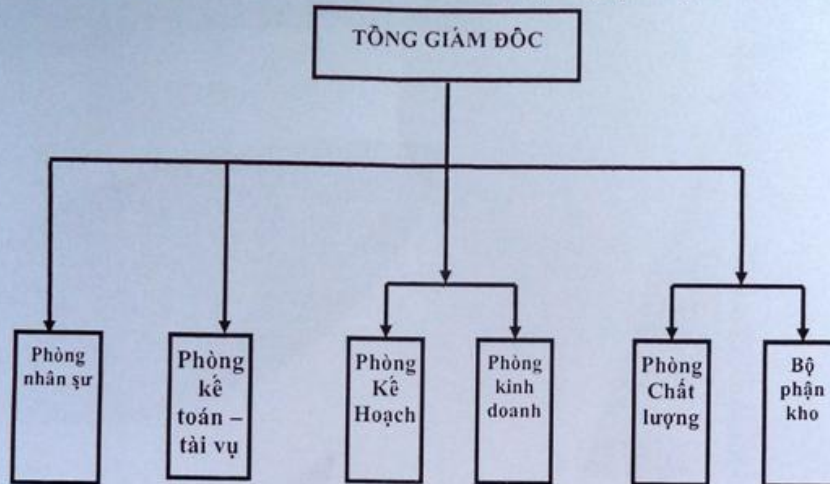 TỔNG GIÁM ĐỐC
Phòng
nhân sự
Phòng
kế
toán –
tài vụ
Phòng
Kế
Hoạch
Phòng
kinh
doanh
Phòng
Chất
lượng
Bộ
phận
kho